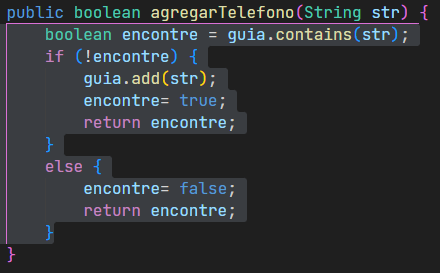 public boolean agregarTelefono(String str) {
    boolean encontre = guia.contains(str);
    if (!encontre) {
        guia.add(str);
        encontre= true;
        return encontre;
    }
    else {
        encontre= false;
        return encontre;
    }
}